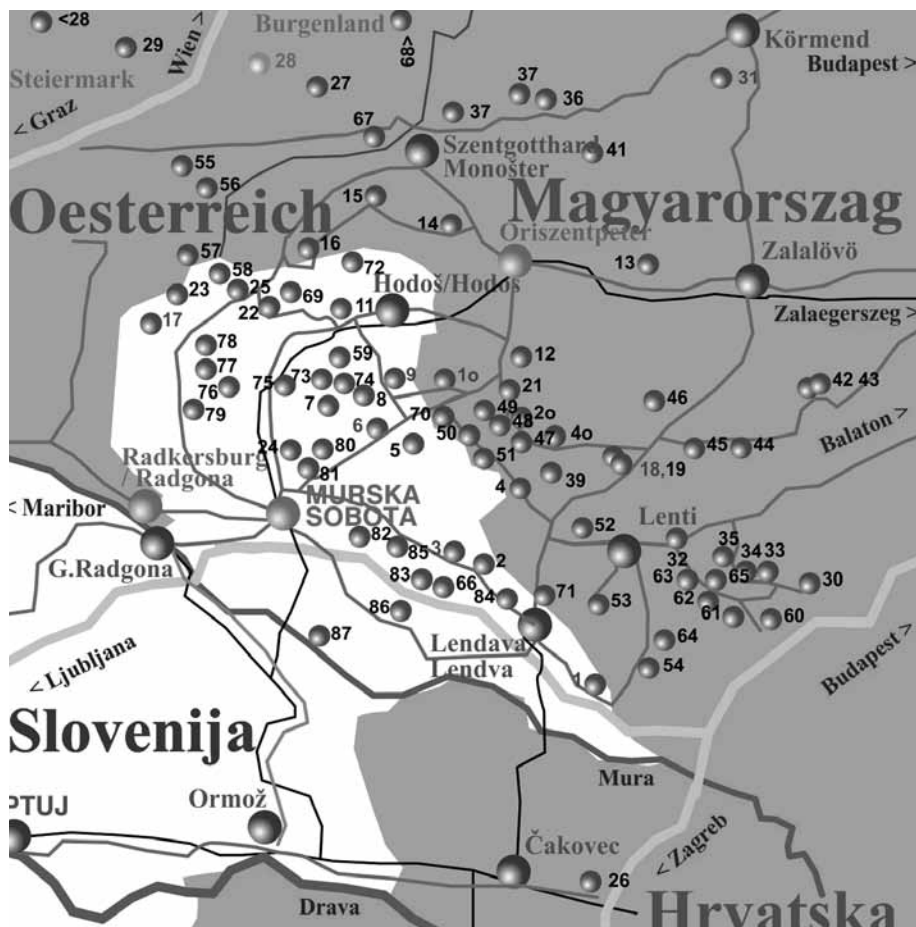 <28
29
Steiermark
Wien >
Burgenland
28
27
68>
Körmend
Budapest >
31
< Graz
37
36
37
67
Szentgotthard
Monošter
41
55
56
Oesterreich
Magyarorszag
15
14
Öriszentpeter
16
57
72
13
Zalalövö
58
25
23
69
Hodoš/Hodos
22
11
17
Zalaegerszeg >
78
59
12
77
73
9
1o
76
75
74
21
42 43
79
7
8
46
70
49
2o
6
48
50
4o
Balaton >
24
80
5
47
45
44
51
Radkersburg
/ Radgona
81
39
18,19
MURSKA
SOBOTA
4
< Maribor
52
Lenti
82
85
3
35
34 33
G.Radgona
2
32
83
66
63
65
30
84
71
86
53
62
61
60
87
64
Lendava
Lendva
54
< Ljubljana
1
Budapest >
Slovenija
Mura
Ormož
PTUJ
Čakovec
< Zagreb
26
Drava
Hrvatska